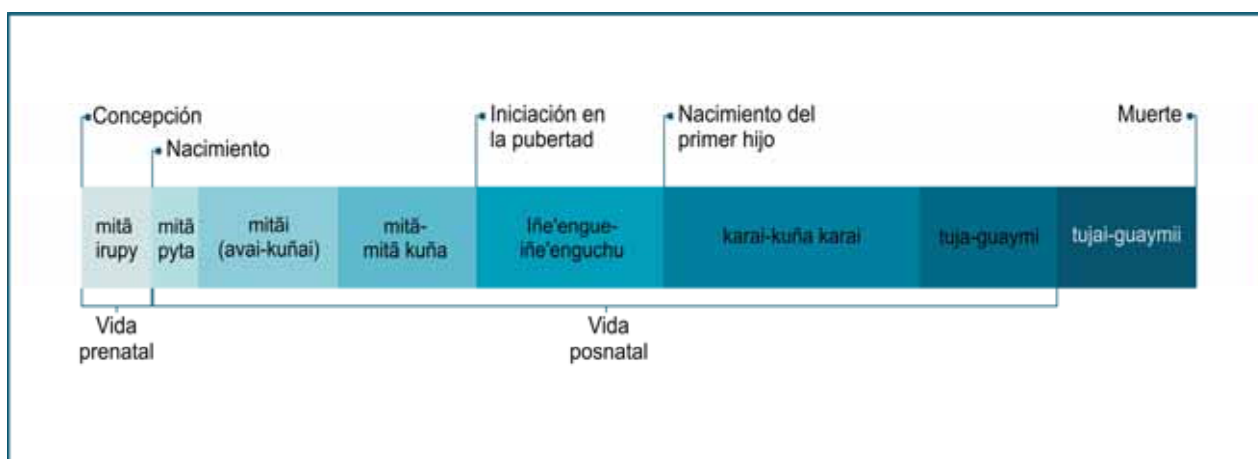 Concepción
Nacimiento
Iniciación en
la pubertad
Nacimiento del
primer hijo
Muerte
mitã
irupy
mitã
pyta
mitãi
(avai-kuñai)
mitã-
mitã kuña
Iñe'engue-
iñe'enguchu
karai-kuña karai
tuja-guaymi
tujai-guaymii
Vida
prenatal
Vida
posnatal